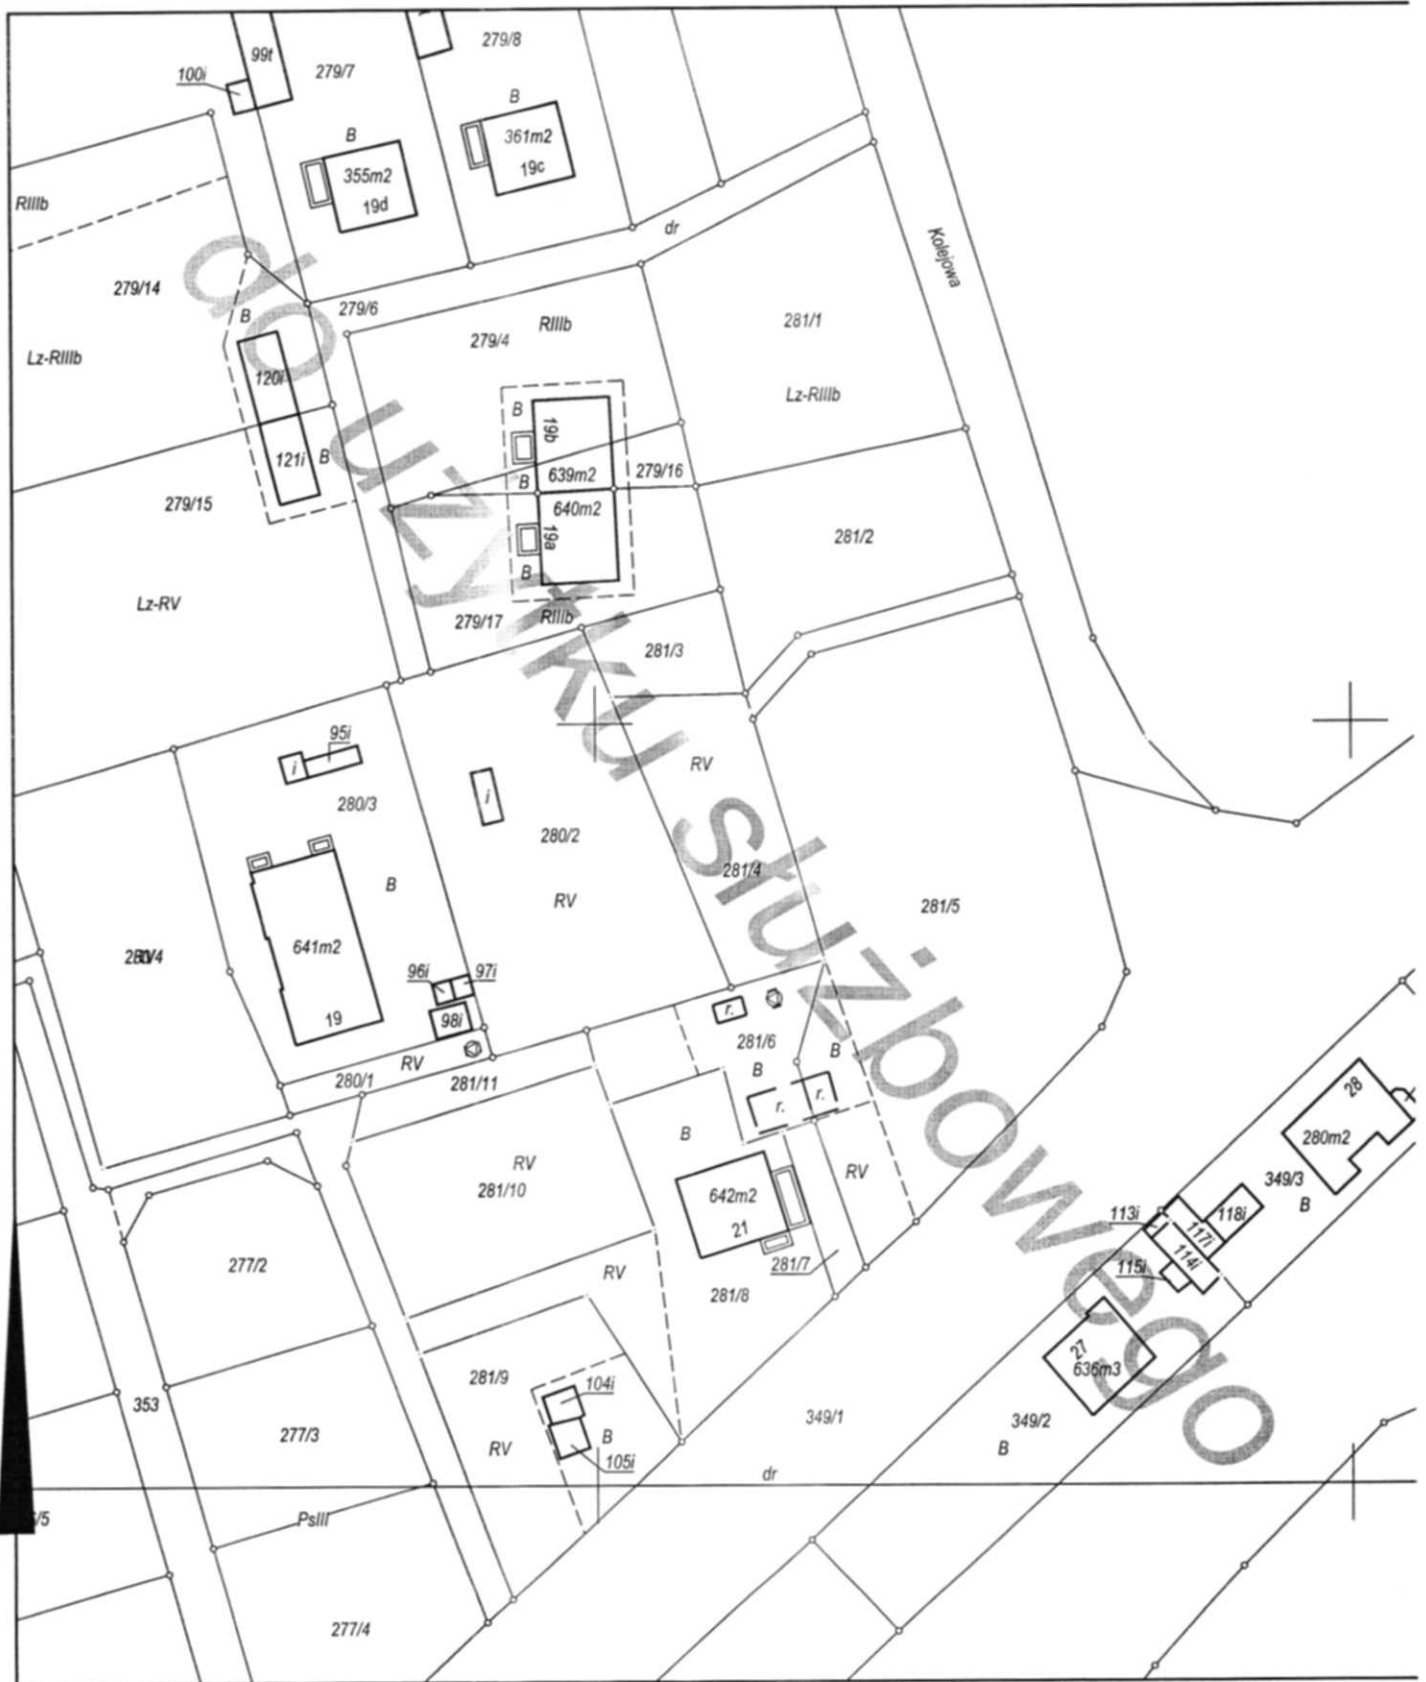 99t
100i
279/7
279/8
B
B
361m2
19c
355m2
19d
RIIIb
dr
Kolejowa
279/14
279/6
B
RIIIb
279/4
281/1
Lz-RIIIb
120i
Lz-RIIIb
B
19b
121i
B
639m2
279/16
B
279/15
640m2
19a
281/2
B
Lz-RV
RIIIb
279/17
281/3
95i
i
RV
280/3
i
280/2
281/4
B
RV
281/5
641m2
96i
97i
19
98i
r.
281/6
B
RV
B
280/1
281/11
r.
r.
B
28
280m2
RV
281/10
RV
349/3
B
642m2
21
113i
118i
117i
114i
115i
277/2
RV
281/7
281/8
27
636m3
281/9
104i
353
349/1
349/2
277/3
RV
B
105i
B
dr
/5
PsIII
277/4
do użytku służbowego